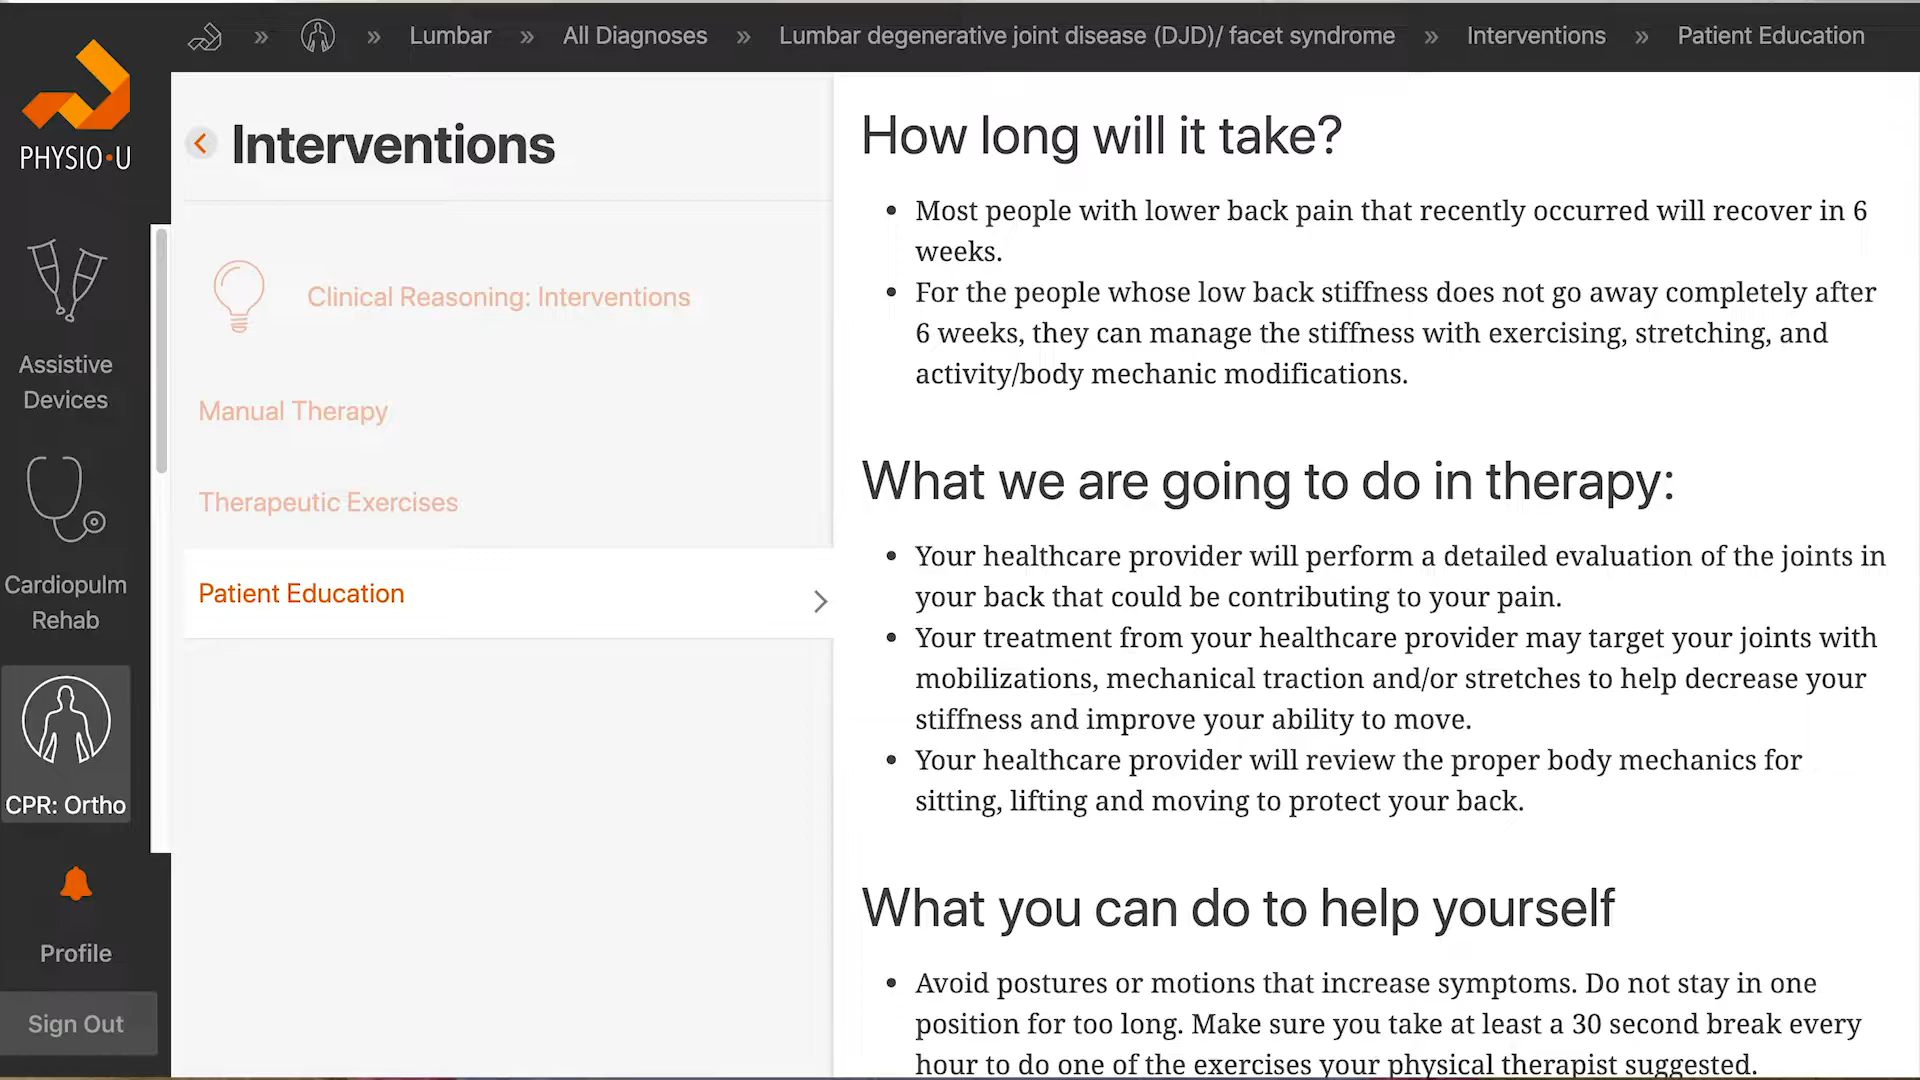 » » Lumbar » All Diagnoses » Lumbar degenerative joint disease (DJD)/ facet syndrome » Interventions » Patient Education
PHYSIO•U
Assistive
Devices
Cardiopulm
Rehab
CPR: Ortho
Profile
Sign Out
Interventions
Clinical Reasoning: Interventions
Manual Therapy
Therapeutic Exercises
Patient Education
How long will it take?
• Most people with lower back pain that recently occurred will recover in 6
weeks.
• For the people whose low back stiffness does not go away completely after
6 weeks, they can manage the stiffness with exercising, stretching, and
activity/body mechanic modifications.
What we are going to do in therapy:
• Your healthcare provider will perform a detailed evaluation of the joints in
your back that could be contributing to your pain.
• Your treatment from your healthcare provider may target your joints with
mobilizations, mechanical traction and/or stretches to help decrease your
stiffness and improve your ability to move.
• Your healthcare provider will review the proper body mechanics for
sitting, lifting and moving to protect your back.
What you can do to help yourself
• Avoid postures or motions that increase symptoms. Do not stay in one
position for too long. Make sure you take at least a 30 second break every
hour to do one of the exercises your physical therapist suggested.